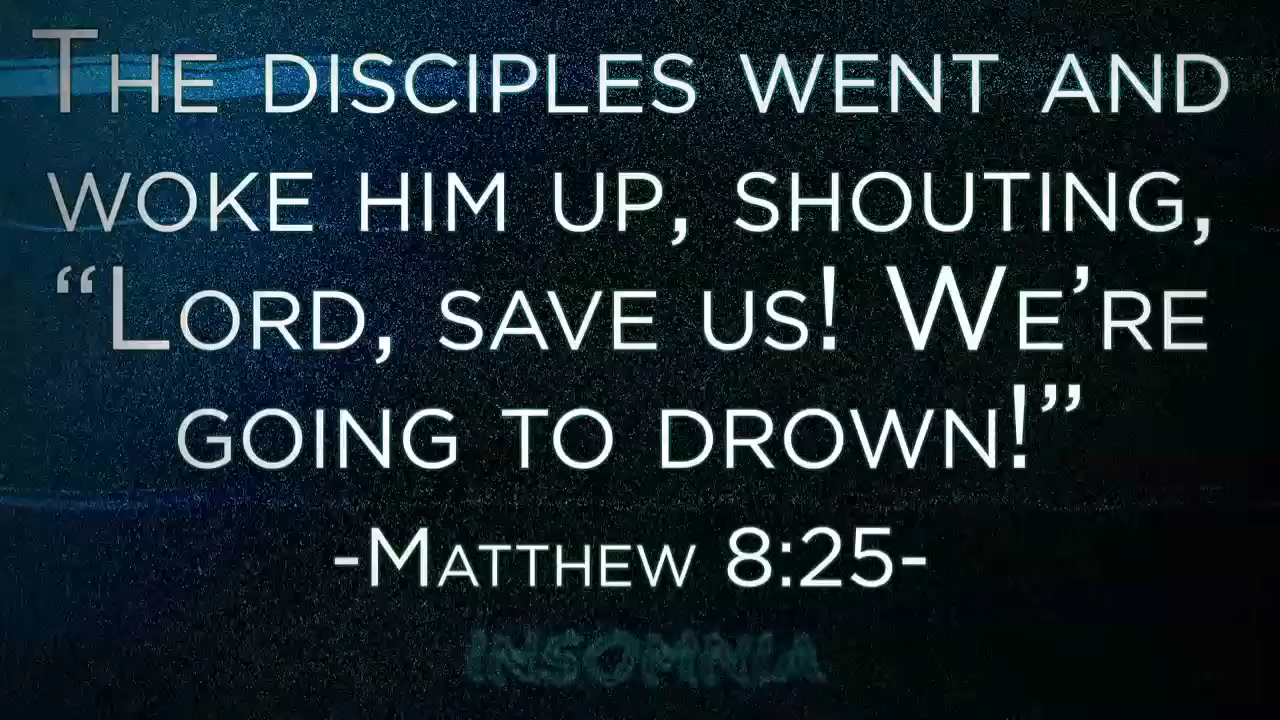 The disciples went and
woke him up, shouting,
“Lord, save us! We’re
going to drown!”
-Matthew 8:25-
INSOMNIA